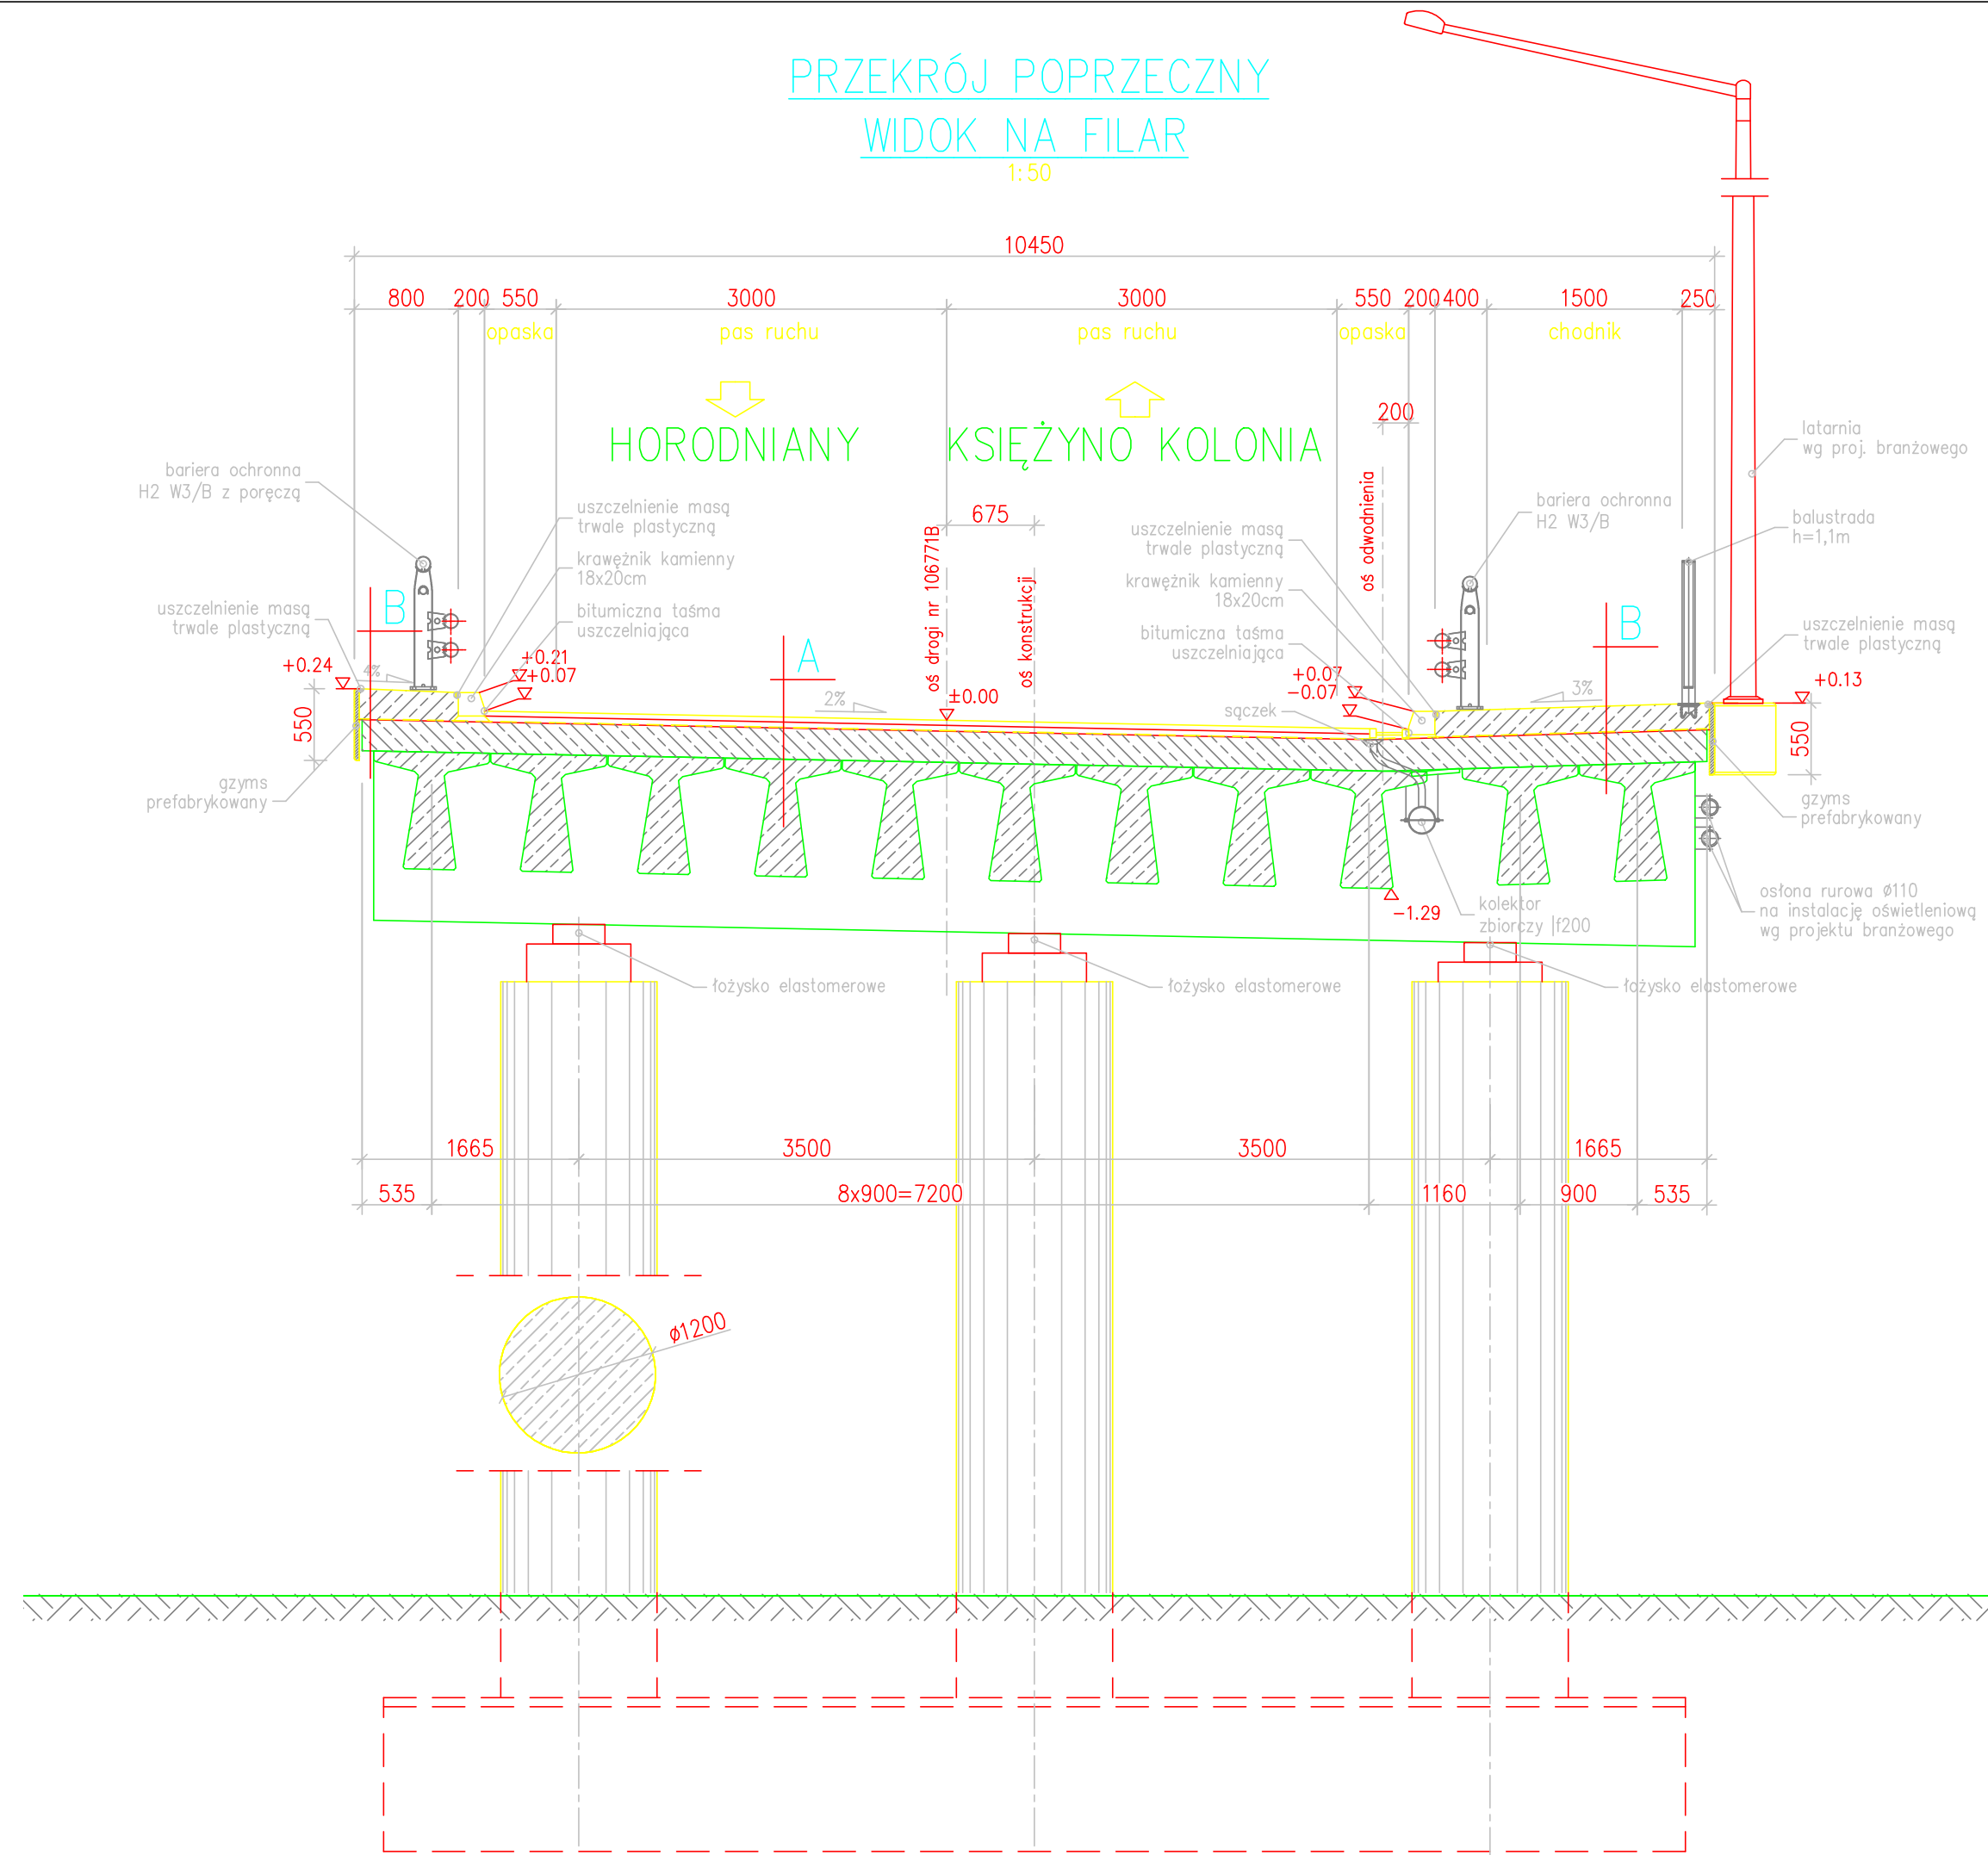 PRZEKRÓJ POPRZECZNY
WIDOK NA FILAR
1:50
10450
800 200 550 3000 3000 550 200 400 1500 250
opaska pas ruchu pas ruchu opaska chodnik
200
HORODNIANY KSIĘŻYNO KOLONIA
latarnia
wg proj. branżowego
bariera ochronna
H2 W3/B z poręczą
uszczelnienie masą
trwale plastyczną
krawężnik kamienny
18x20cm
bitumiczna taśma
uszczelniająca
675
oś drogi nr 106771B
oś konstrukcji
oś odwodnienia
uszczelnienie masą
trwale plastyczną
krawężnik kamienny
18x20cm
bitumiczna taśma
uszczelniająca
sączek
bariera ochronna
H2 W3/B
balustrada
h=1,1m
uszczelnienie masą
trwale plastyczną
B
A
B
uszczelnienie masą
trwale plastyczną
+0.24
4%
+0.21
+0.07
2%
±0.00
+0.07
-0.07
3%
+0.13
550
550
gzyms
prefabrykowany
gzyms
prefabrykowany
-1.29
kolektor
zbiorczy |f200
osłona rurowa ø110
na instalację oświetleniową
wg projektu branżowego
łożysko elastomerowe
łożysko elastomerowe
łożysko elastomerowe
1665 3500 3500 1665
535 8x900=7200 1160 900 535
ø1200